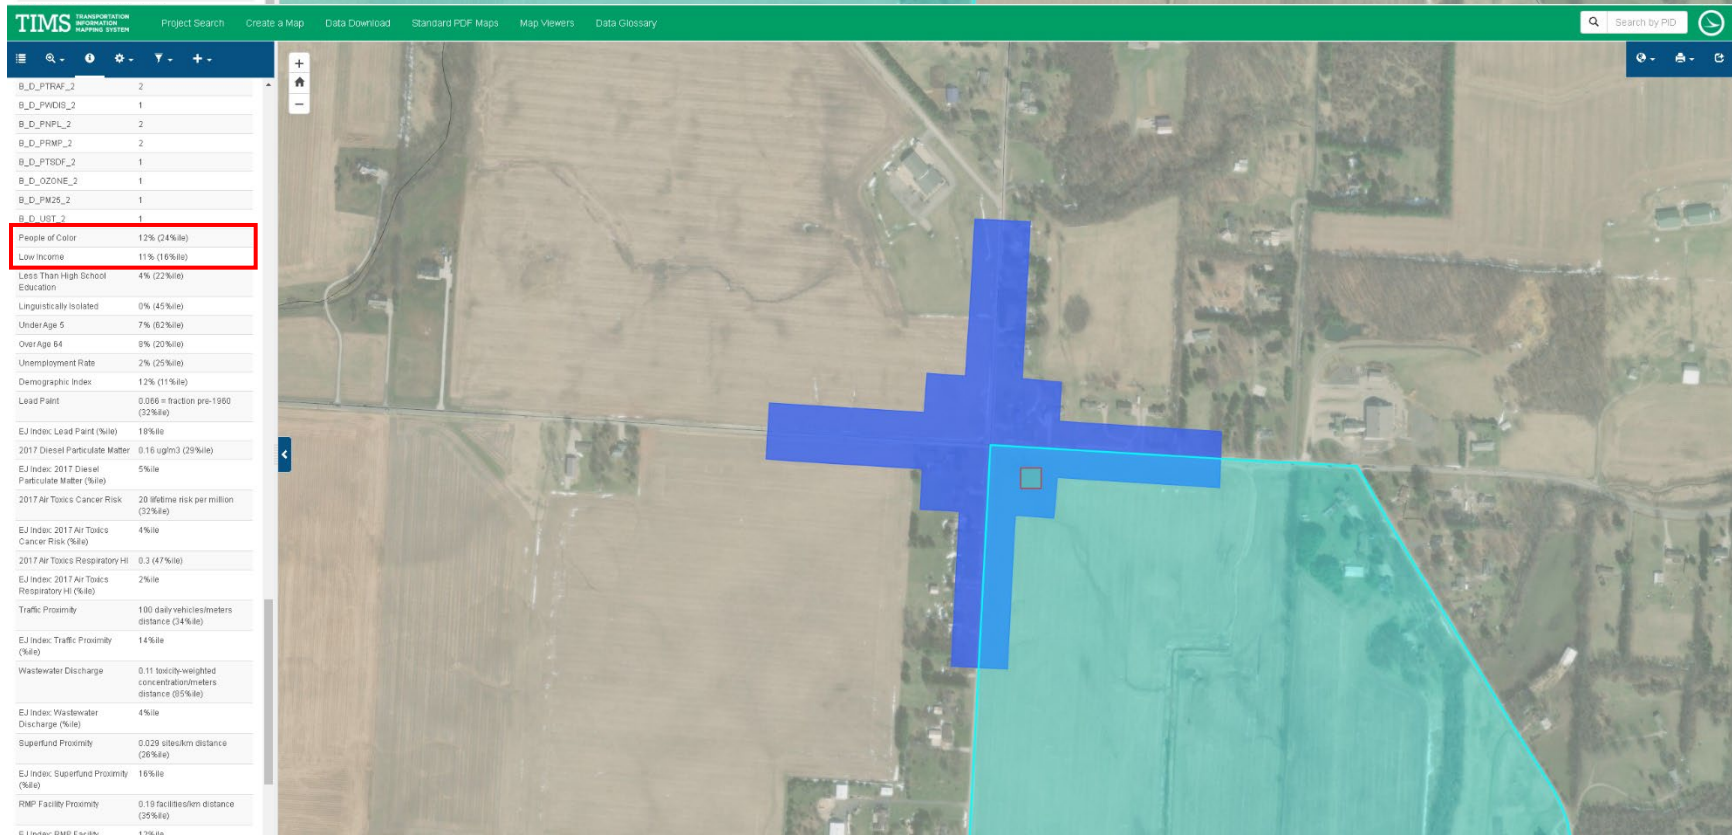 TIMS TRANSPORTATION INFORMATION MAPPING SYSTEM
Project Search Create a Map Data Download Standard PDF Maps Map Viewers Data Glossary
Search by PID
B_D_PTRAF_2 2
B_D_PWDIS_2 1
B_D_PNPL_2 2
B_D_PRMP_2 2
B_D_PTSDF_2 1
B_D_OZONE_2 1
B_D_PM25_2 1
B_D_UST_2 1
People of Color 12% (24%ile)
Low Income 11% (16%ile)
Less Than High School 4% (22%ile)
Education
Linguistically Isolated 0% (45%ile)
Under Age 5 7% (62%ile)
Over Age 64 8% (20%ile)
Unemployment Rate 2% (25%ile)
Demographic Index 12% (11%ile)
Lead Paint 0.066 = fraction pre-1960
(32%ile)
EJ Index: Lead Paint (%ile) 18%ile
2017 Diesel Particulate Matter 0.16 ug/m3 (29%ile)
EJ Index: 2017 Diesel 5%ile
Particulate Matter (%ile)
2017 Air Toxics Cancer Risk 20 lifetime risk per million
(32%ile)
EJ Index: 2017 Air Toxics 4%ile
Cancer Risk (%ile)
2017 Air Toxics Respiratory HI 0.3 (47%ile)
EJ Index: 2017 Air Toxics 2%ile
Respiratory HI (%ile)
Traffic Proximity 100 daily vehicles/meters
distance (34%ile)
EJ Index: Traffic Proximity 14%ile
(%ile)
Wastewater Discharge 0.11 toxicity-weighted
concentration/meters
distance (85%ile)
EJ Index: Wastewater 4%ile
Discharge (%ile)
Superfund Proximity 0.029 sites/km distance
(26%ile)
EJ Index: Superfund Proximity 16%ile
(%ile)
RMP Facility Proximity 0.19 facilities/km distance
(35%ile)
EJ Index: RMP Facility 12%ile